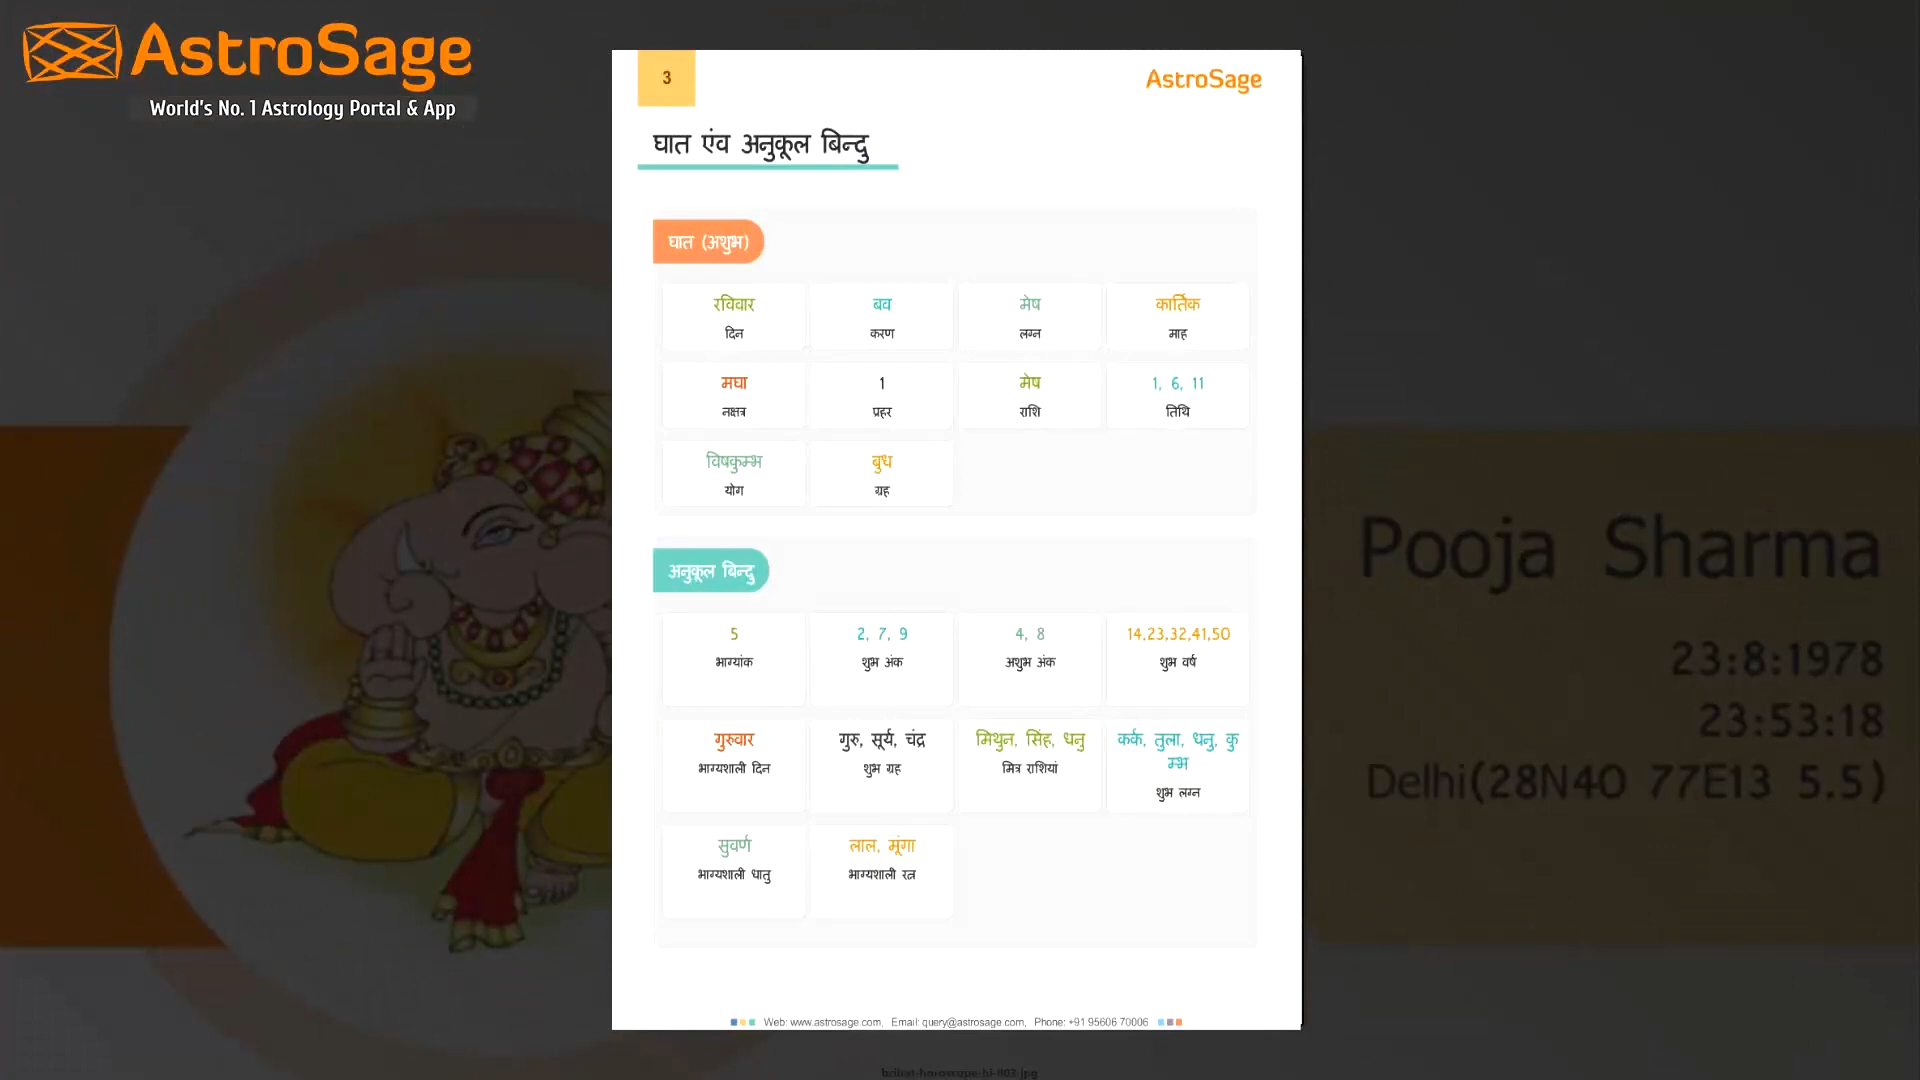 AstroSage
World's No. 1 Astrology Portal & App
3
AstroSage
घात एंव अनुकूल बिन्दु
घात (अशुभ)
रविवार बव मेष कार्तिक
दिन करण लग्न माह
मघा 1 मेष 1, 6, 11
नक्षत्र प्रहर राशि तिथि
विषकुम्भ बुध
योग ग्रह
अनुकूल बिन्दु
5 2, 7, 9 4, 8 14,23,32,41,50
भाग्यांक शुभ अंक अशुभ अंक शुभ वर्ष
गुरुवार गुरु, सूर्य, चंद्र मिथुन, सिंह, धनु कर्क, तुला, धनु, कु
म्भ
भाग्यशाली दिन शुभ ग्रह मित्र राशियां शुभ लग्न
सुवर्ण लाल, मूंगा
भाग्यशाली धातु भाग्यशाली रत्न
Web: www.astrosage.com, Email: query@astrosage.com, Phone: +91 95606 70006
Pooja Sharma
23:8:1978
23:53:18
Delhi(28N40 77E13 5.5)